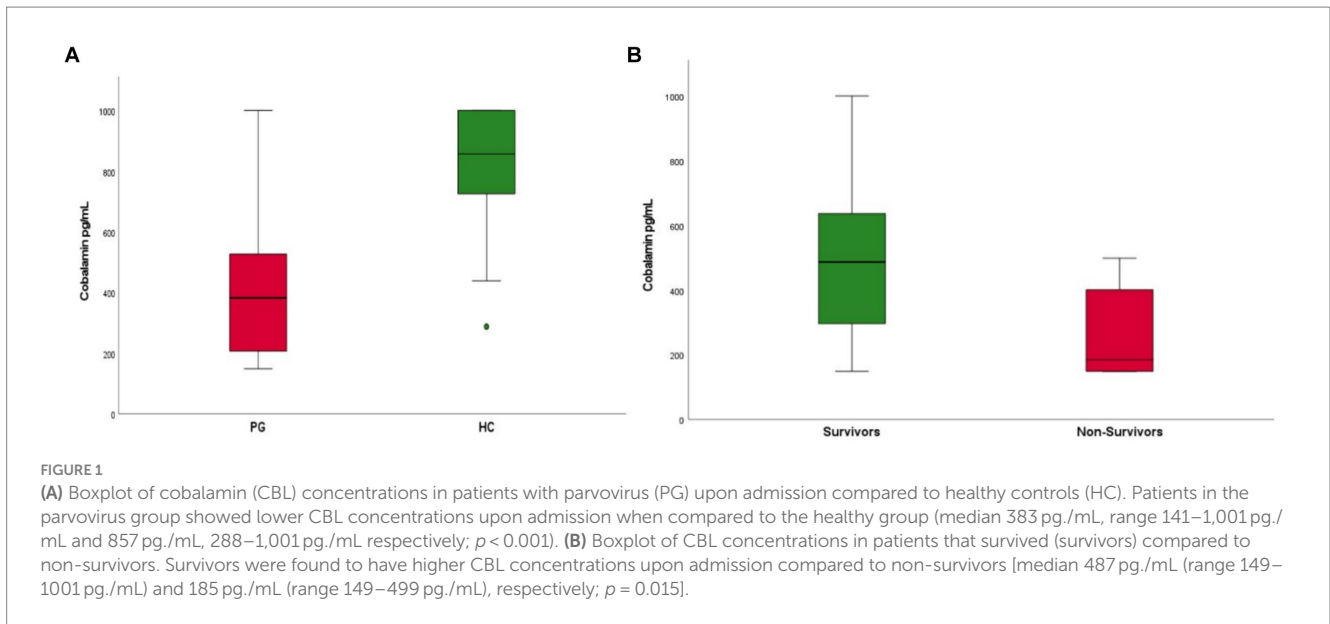 A
B
Cobalamin pg/mL
1000
800
600
400
200
0
PG
HC
Cobalamin pg/mL
1000
800
600
400
200
0
Survivors
Non-Survivors
FIGURE 1
(A) Boxplot of cobalamin (CBL) concentrations in patients with parvovirus (PG) upon admission compared to healthy controls (HC). Patients in the
parvovirus group showed lower CBL concentrations upon admission when compared to the healthy group (median 383 pg./mL, range 141–1,001 pg./
mL and 857 pg./mL, 288–1,001 pg./mL respectively; p < 0.001). (B) Boxplot of CBL concentrations in patients that survived (survivors) compared to
non-survivors. Survivors were found to have higher CBL concentrations upon admission compared to non-survivors [median 487 pg./mL (range 149–
1001 pg./mL) and 185 pg./mL (range 149–499 pg./mL), respectively; p = 0.015].